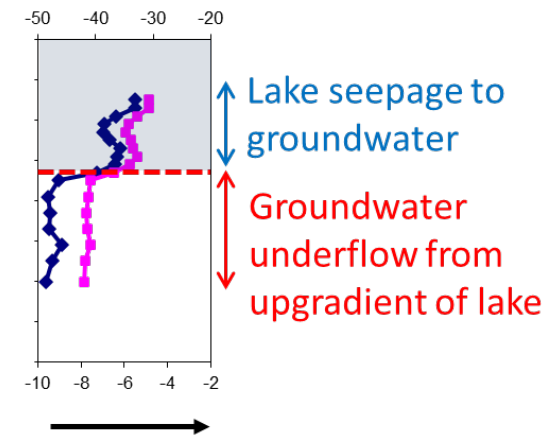 -50 -40 -30 -20
Lake seepage to
groundwater
Groundwater
underflow from
upgradient of lake
-10 -8 -6 -4 -2